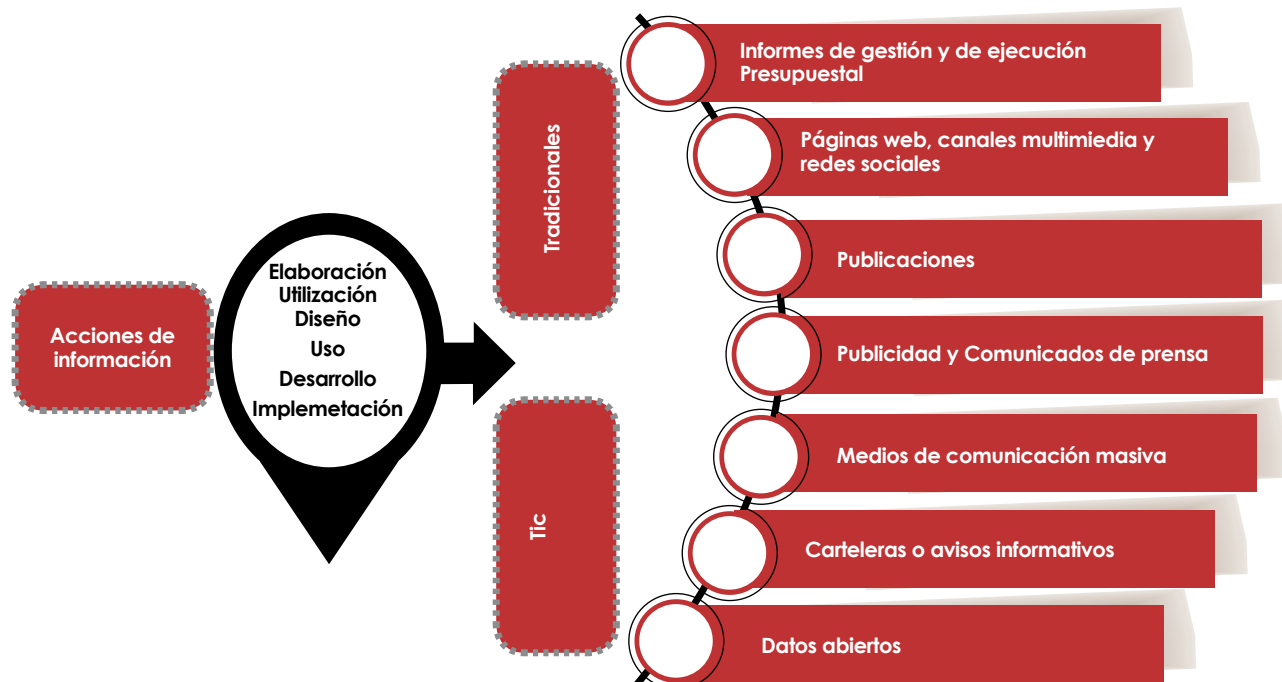 Acciones de
información
Elaboración
Utilización
Diseño
Uso
Desarrollo
Implemetación
Tradicionales
Tic
Informes de gestión y de ejecución
Presupuestal
Páginas web, canales multimiedia y
redes sociales
Publicaciones
Publicidad y Comunicados de prensa
Medios de comunicación masiva
Carteleras o avisos informativos
Datos abiertos